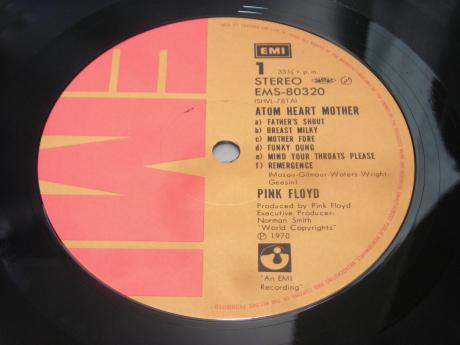 EMI
EMI
1 33⅓ r.p.m.
STEREO
EMS-80320
(SHVL-781A)
ATOM HEART MOTHER
a) FATHER'S SHOUT
b) BREAST MILKY
c) MOTHER FORE
d) FUNKY DUNG
e) MIND YOUR THROATS PLEASE
f) REMERGENCE
(Mason-Gilmour-Waters-Wright-
Geesin)
PINK FLOYD
Produced by Pink Floyd
Executive Producer:
Norman Smith
"World Copyrights"
℗ 1970
"An EMI
Recording"